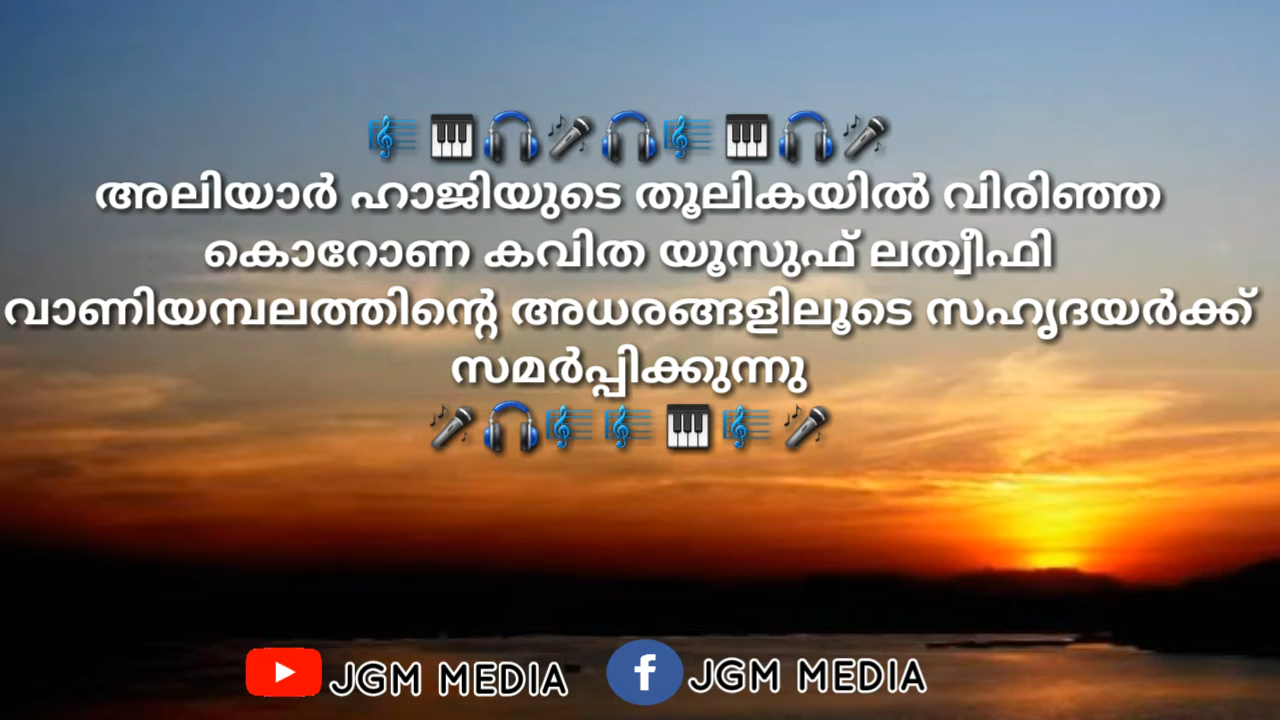 🎼 🎹 🎧 🎤 🎧 🎼 🎹 🎧 🎤
അലിയാർ ഹാജിയുടെ തൂലികയിൽ വിരിഞ്ഞ
കൊറോണ കവിത യൂസുഫ് ലത്വീഫി
വാണിയമ്പലത്തിന്റെ അധരങ്ങളിലൂടെ സഹൃദയർക്ക്
സമർപ്പിക്കുന്നു
🎤 🎧 🎼 🎼 🎹 🎼 🎤
JGM MEDIA f JGM MEDIA